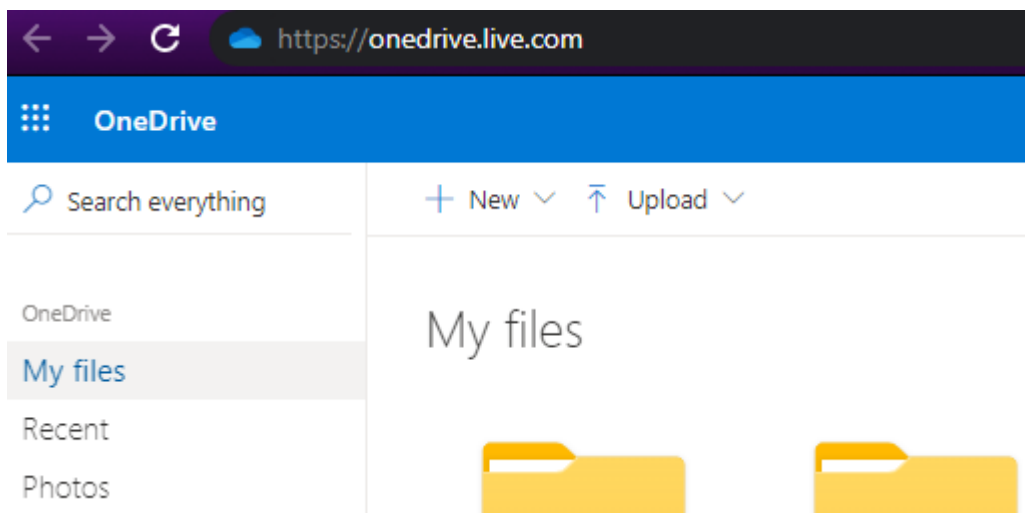 https://onedrive.live.com
OneDrive
Search everything
New Upload
OneDrive
My files
Recent
Photos
My files